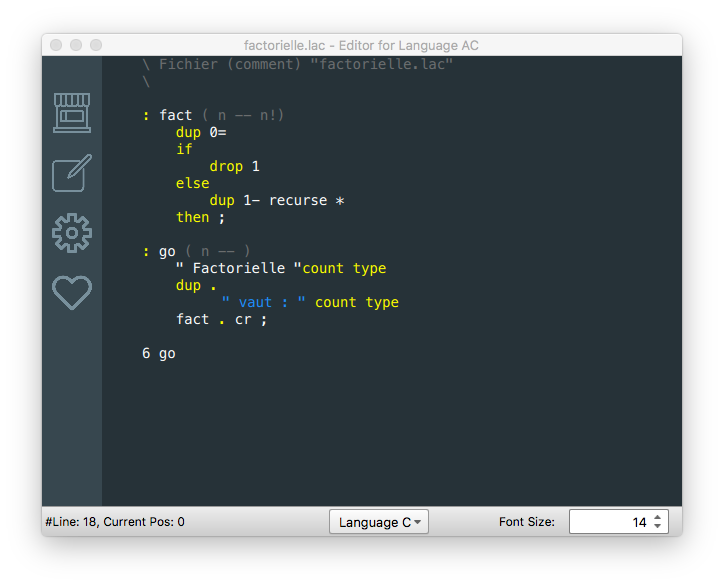 factorielle.lac - Editor for Language AC
\ Fichier (comment) "factorielle.lac"
\
: fact ( n -- n!)
dup 0=
if
drop 1
else
dup 1- recurse *
then ;
: go ( n -- )
" Factorielle "count type
dup .
" vaut : " count type
fact . cr ;
6 go
#Line: 18, Current Pos: 0
Language C
Font Size:
14